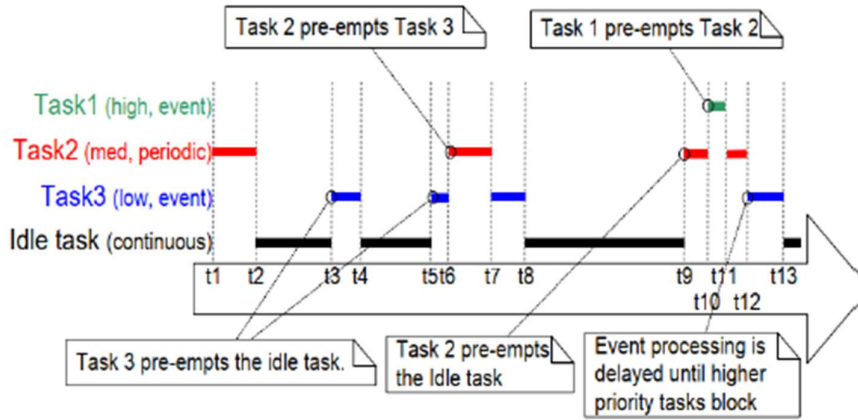 Task 2 pre-empts Task 3
Task 1 pre-empts Task 2
Task1 (high, event)
Task2 (med, periodic)
Task3 (low, event)
Idle task (continuous)
t1 t2 t3 t4 t5 t6 t7 t8 t9 t11 t13
t10 t12
Task 3 pre-empts the idle task.
Task 2 pre-empts
the Idle task
Event processing is
delayed until higher
priority tasks block